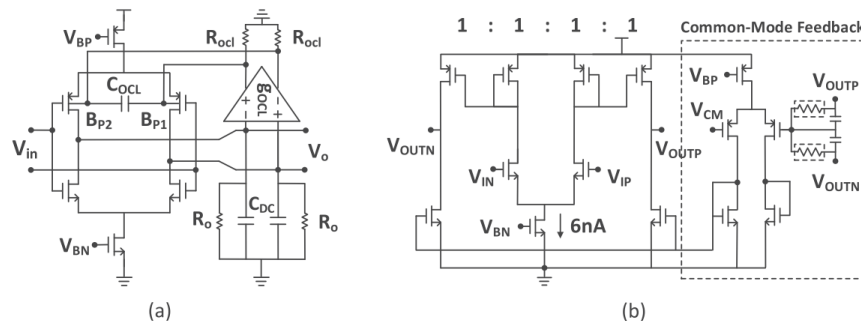 1 : 1 : 1 : 1
Common-Mode Feedback
V_BP
R_ocl
R_ocl
C_OCL
g_OCL
+
+
-
-
B_P2
B_P1
V_in
V_o
R_o
C_DC
R_o
V_BN
V_BP
V_OUTP
V_CM
V_OUTN
V_IN
V_IP
V_OUTP
V_OUTN
V_BN
6nA
(a)
(b)